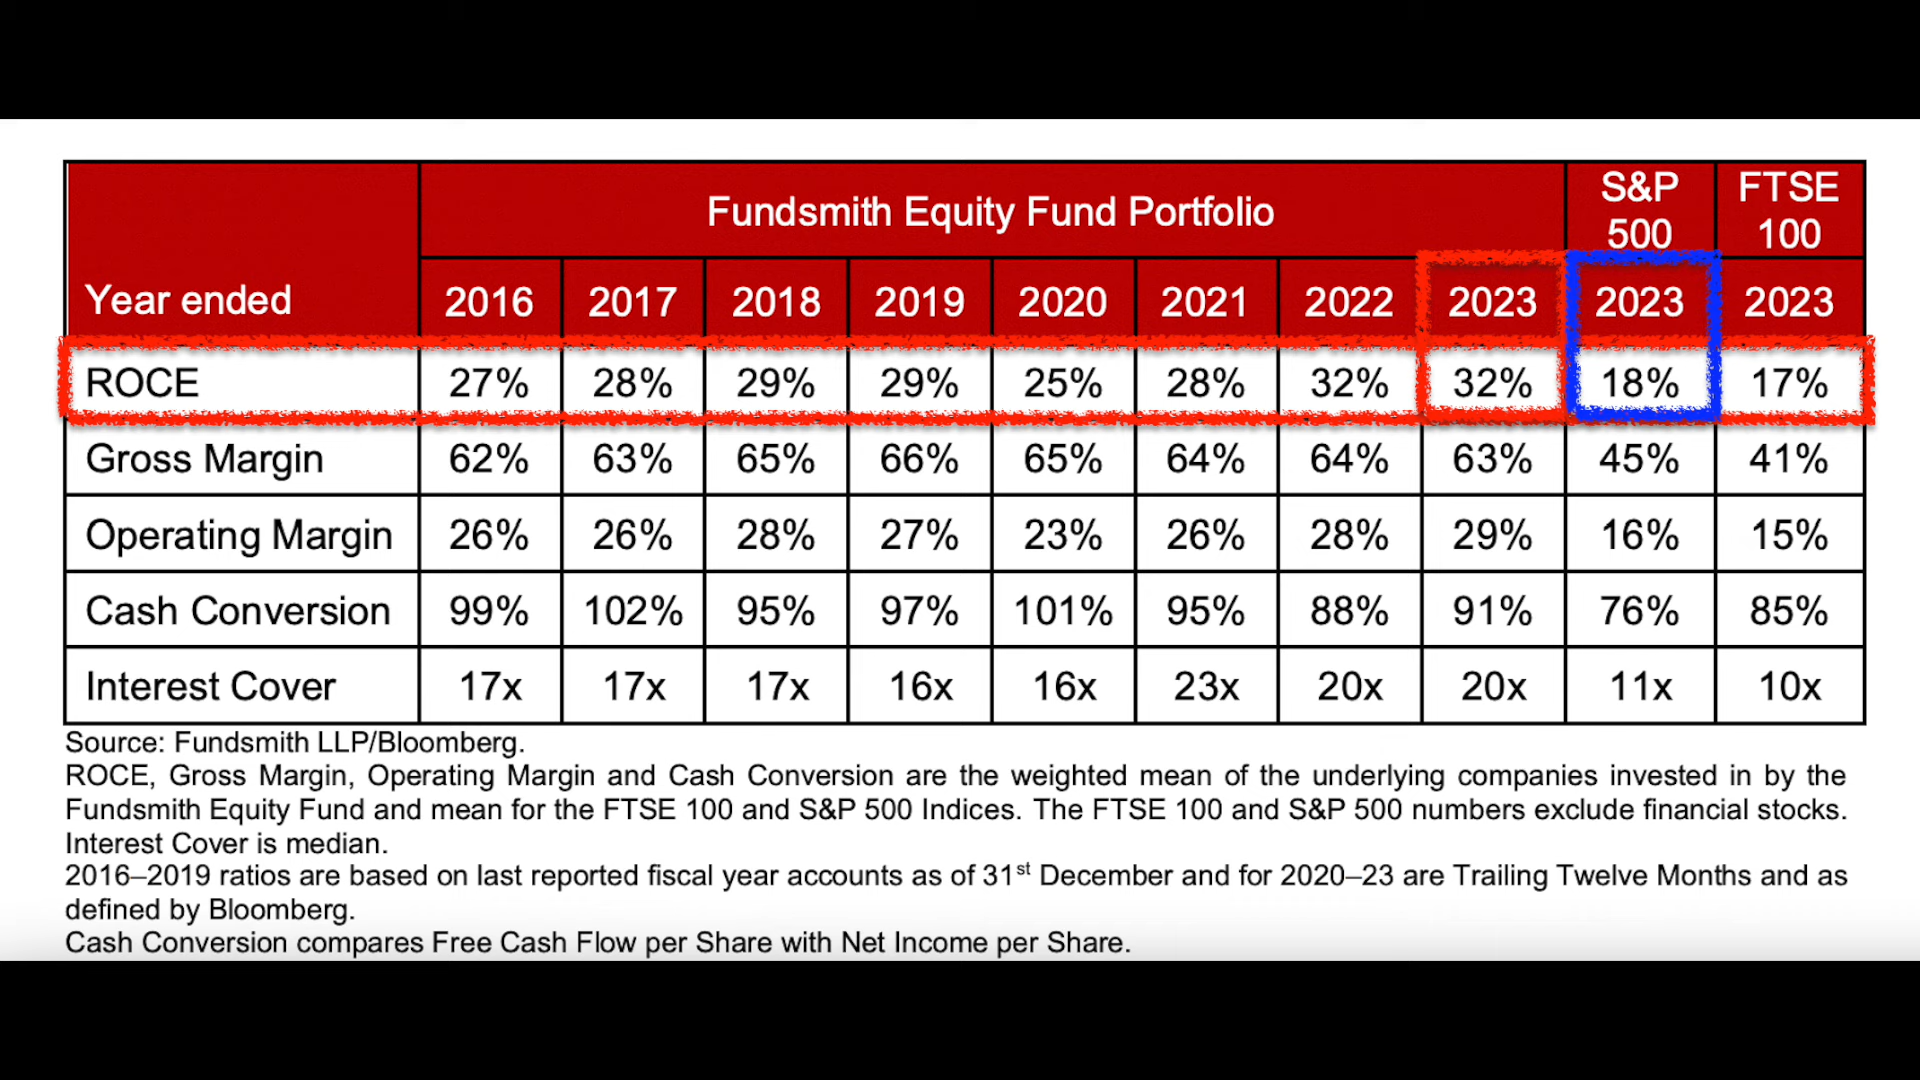 Fundsmith Equity Fund Portfolio S&P 500 FTSE 100
Year ended 2016 2017 2018 2019 2020 2021 2022 2023 2023 2023
ROCE 27% 28% 29% 29% 25% 28% 32% 32% 18% 17%
Gross Margin 62% 63% 65% 66% 65% 64% 64% 63% 45% 41%
Operating Margin 26% 26% 28% 27% 23% 26% 28% 29% 16% 15%
Cash Conversion 99% 102% 95% 97% 101% 95% 88% 91% 76% 85%
Interest Cover 17x 17x 17x 16x 16x 23x 20x 20x 11x 10x
Source: Fundsmith LLP/Bloomberg.
ROCE, Gross Margin, Operating Margin and Cash Conversion are the weighted mean of the underlying companies invested in by the
Fundsmith Equity Fund and mean for the FTSE 100 and S&P 500 Indices. The FTSE 100 and S&P 500 numbers exclude financial stocks.
Interest Cover is median.
2016–2019 ratios are based on last reported fiscal year accounts as of 31st December and for 2020–23 are Trailing Twelve Months and as
defined by Bloomberg.
Cash Conversion compares Free Cash Flow per Share with Net Income per Share.